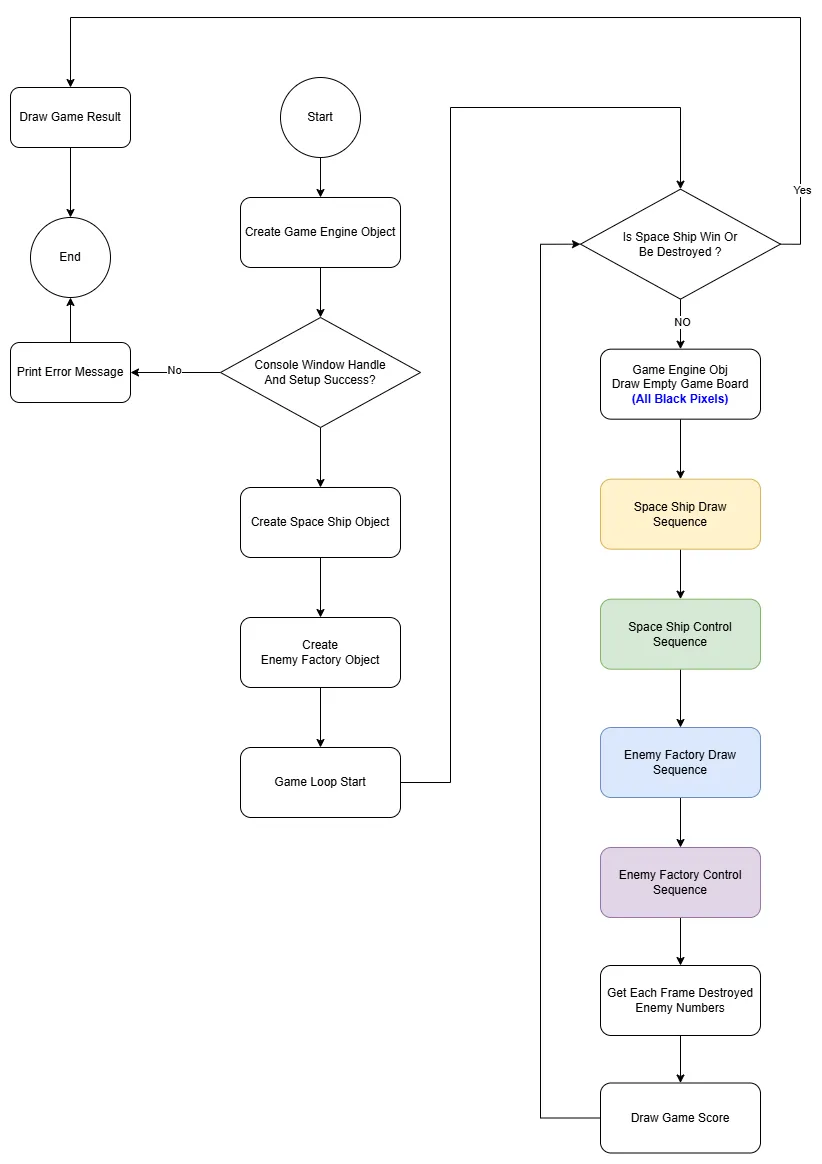 Draw Game Result
End
Print Error Message
Start
Create Game Engine Object
Console Window Handle
And Setup Success?
No
Create Space Ship Object
Create
Enemy Factory Object
Game Loop Start
Is Space Ship Win Or
Be Destroyed ?
Yes
NO
Game Engine Obj
Draw Empty Game Board
(All Black Pixels)
Space Ship Draw
Sequence
Space Ship Control
Sequence
Enemy Factory Draw
Sequence
Enemy Factory Control
Sequence
Get Each Frame Destroyed
Enemy Numbers
Draw Game Score